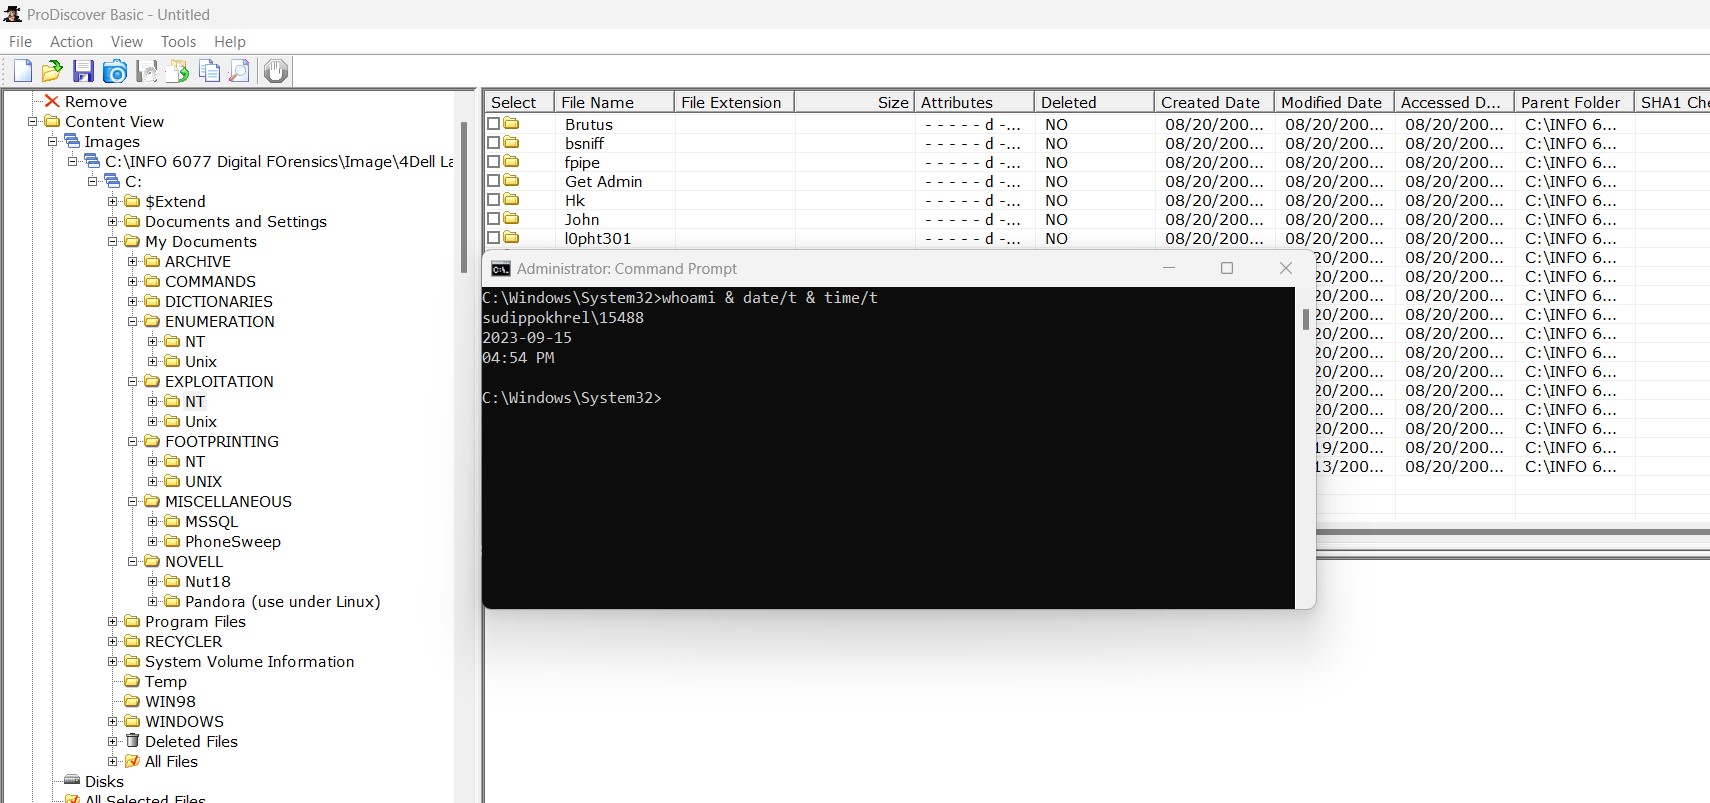 ProDiscover Basic - Untitled
File Action View Tools Help
Remove
Content View
Images
C:\INFO 6077 Digital FOrensics\Image\4Dell La
C:
$Extend
Documents and Settings
My Documents
ARCHIVE
COMMANDS
DICTIONARIES
ENUMERATION
NT
Unix
EXPLOITATION
NT
Unix
FOOTPRINTING
NT
UNIX
MISCELLANEOUS
MSSQL
PhoneSweep
NOVELL
Nut18
Pandora (use under Linux)
Program Files
RECYCLER
System Volume Information
Temp
WIN98
WINDOWS
Deleted Files
All Files
Disks
All Selected Files
Select File Name File Extension Size Attributes Deleted Created Date Modified Date Accessed D... Parent Folder SHA1 Che
Brutus - - - - - d -... NO 08/20/200... 08/20/200... 08/20/200... C:\INFO 6...
bsniff - - - - - d -... NO 08/20/200... 08/20/200... 08/20/200... C:\INFO 6...
fpipe - - - - - d -... NO 08/20/200... 08/20/200... 08/20/200... C:\INFO 6...
Get Admin - - - - - d -... NO 08/20/200... 08/20/200... 08/20/200... C:\INFO 6...
Hk - - - - - d -... NO 08/20/200... 08/20/200... 08/20/200... C:\INFO 6...
John - - - - - d -... NO 08/20/200... 08/20/200... 08/20/200... C:\INFO 6...
l0pht301 - - - - - d -... NO 08/20/200... 08/20/200... 08/20/200... C:\INFO 6...
20/200... 08/20/200... C:\INFO 6...
20/200... 08/20/200... C:\INFO 6...
20/200... 08/20/200... C:\INFO 6...
20/200... 08/20/200... C:\INFO 6...
20/200... 08/20/200... C:\INFO 6...
20/200... 08/20/200... C:\INFO 6...
20/200... 08/20/200... C:\INFO 6...
20/200... 08/20/200... C:\INFO 6...
20/200... 08/20/200... C:\INFO 6...
20/200... 08/20/200... C:\INFO 6...
19/200... 08/20/200... C:\INFO 6...
13/200... 08/20/200... C:\INFO 6...
Administrator: Command Prompt
C:\Windows\System32>whoami & date/t & time/t
sudippokhrel\15488
2023-09-15
04:54 PM
C:\Windows\System32>